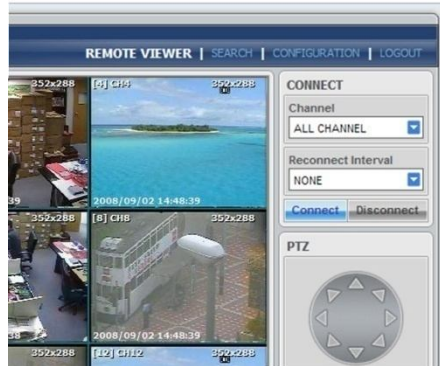 REMOTE VIEWER | SEARCH | CONFIGURATION | LOGOUT
352x288
[4] CH4
352x288
CONNECT
Channel
ALL CHANNEL
Reconnect Interval
NONE
39
2008/09/02 14:48:39
352x288
[8] CH8
352x288
Connect
Disconnect
PTZ
38
2008/09/02 14:48:39
352x288
[12] CH12
352x288